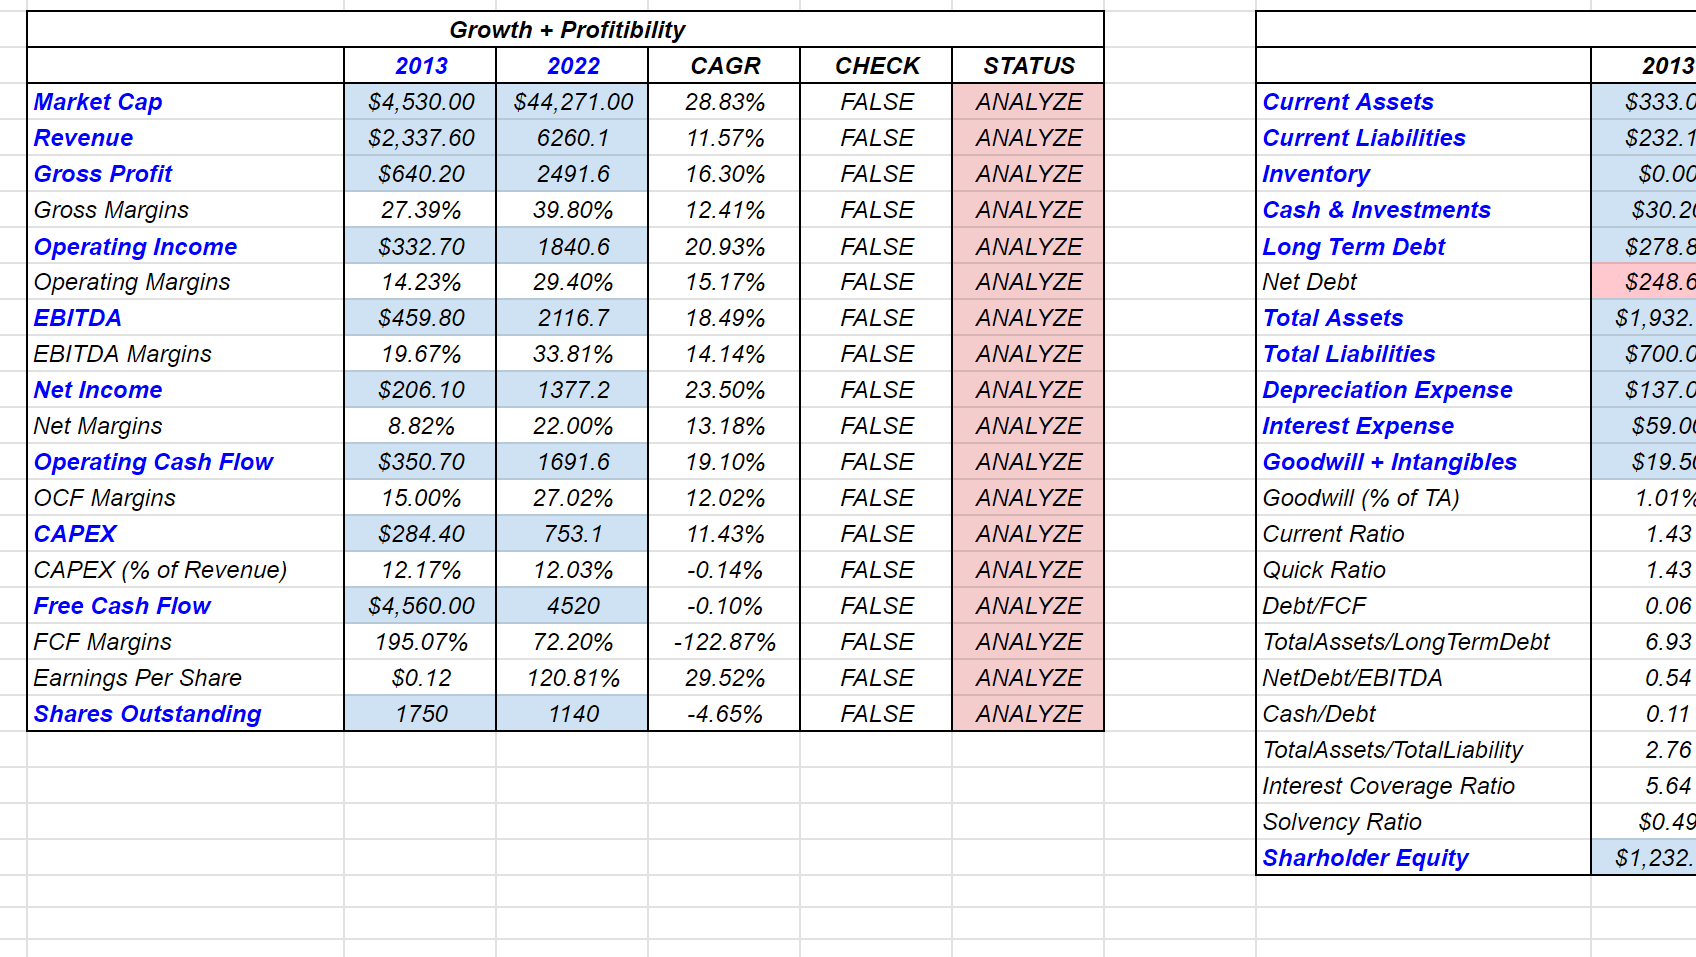 Growth + Profitibility
2013 2022 CAGR CHECK STATUS
Market Cap $4,530.00 $44,271.00 28.83% FALSE ANALYZE
Revenue $2,337.60 6260.1 11.57% FALSE ANALYZE
Gross Profit $640.20 2491.6 16.30% FALSE ANALYZE
Gross Margins 27.39% 39.80% 12.41% FALSE ANALYZE
Operating Income $332.70 1840.6 20.93% FALSE ANALYZE
Operating Margins 14.23% 29.40% 15.17% FALSE ANALYZE
EBITDA $459.80 2116.7 18.49% FALSE ANALYZE
EBITDA Margins 19.67% 33.81% 14.14% FALSE ANALYZE
Net Income $206.10 1377.2 23.50% FALSE ANALYZE
Net Margins 8.82% 22.00% 13.18% FALSE ANALYZE
Operating Cash Flow $350.70 1691.6 19.10% FALSE ANALYZE
OCF Margins 15.00% 27.02% 12.02% FALSE ANALYZE
CAPEX $284.40 753.1 11.43% FALSE ANALYZE
CAPEX (% of Revenue) 12.17% 12.03% -0.14% FALSE ANALYZE
Free Cash Flow $4,560.00 4520 -0.10% FALSE ANALYZE
FCF Margins 195.07% 72.20% -122.87% FALSE ANALYZE
Earnings Per Share $0.12 120.81% 29.52% FALSE ANALYZE
Shares Outstanding 1750 1140 -4.65% FALSE ANALYZE
2013
Current Assets $333.0
Current Liabilities $232.1
Inventory $0.00
Cash & Investments $30.20
Long Term Debt $278.8
Net Debt $248.6
Total Assets $1,932.
Total Liabilities $700.0
Depreciation Expense $137.0
Interest Expense $59.00
Goodwill + Intangibles $19.50
Goodwill (% of TA) 1.01%
Current Ratio 1.43
Quick Ratio 1.43
Debt/FCF 0.06
TotalAssets/LongTermDebt 6.93
NetDebt/EBITDA 0.54
Cash/Debt 0.11
TotalAssets/TotalLiability 2.76
Interest Coverage Ratio 5.64
Solvency Ratio $0.49
Sharholder Equity $1,232.